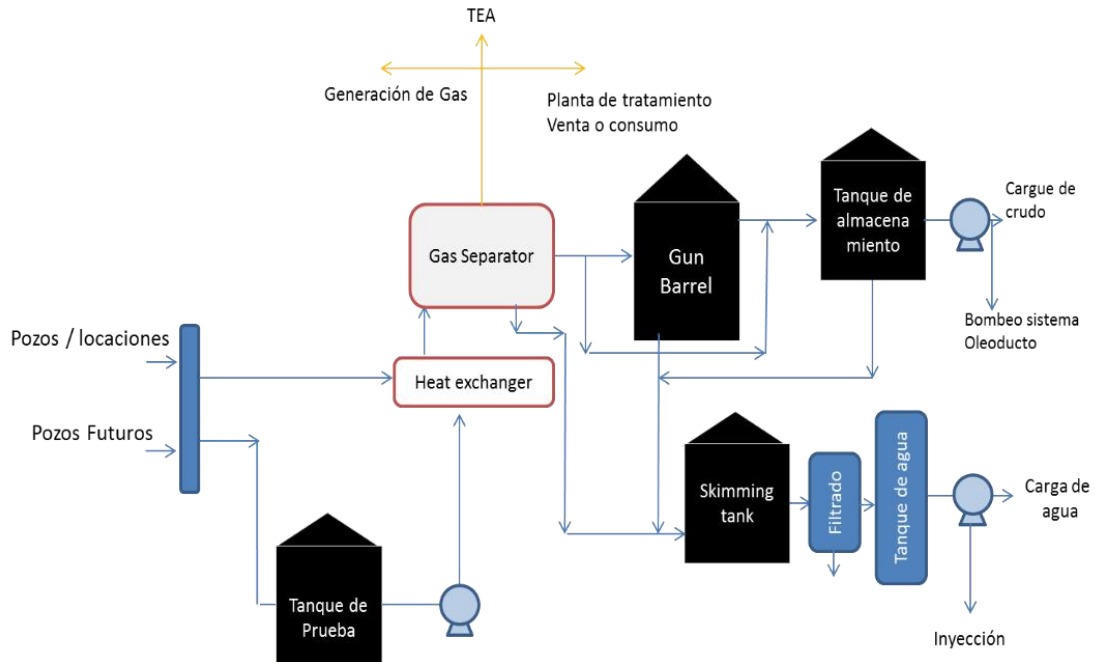 TEA
Generación de Gas
Planta de tratamiento
Venta o consumo
Gas Separator
Gun
Barrel
Tanque de
almacena
miento
Cargue de
crudo
Bombeo sistema
Oleoducto
Pozos / locaciones
Heat exchanger
Pozos Futuros
Skimming
tank
Filtrado
Tanque de agua
Carga de
agua
Tanque de
Prueba
Inyección